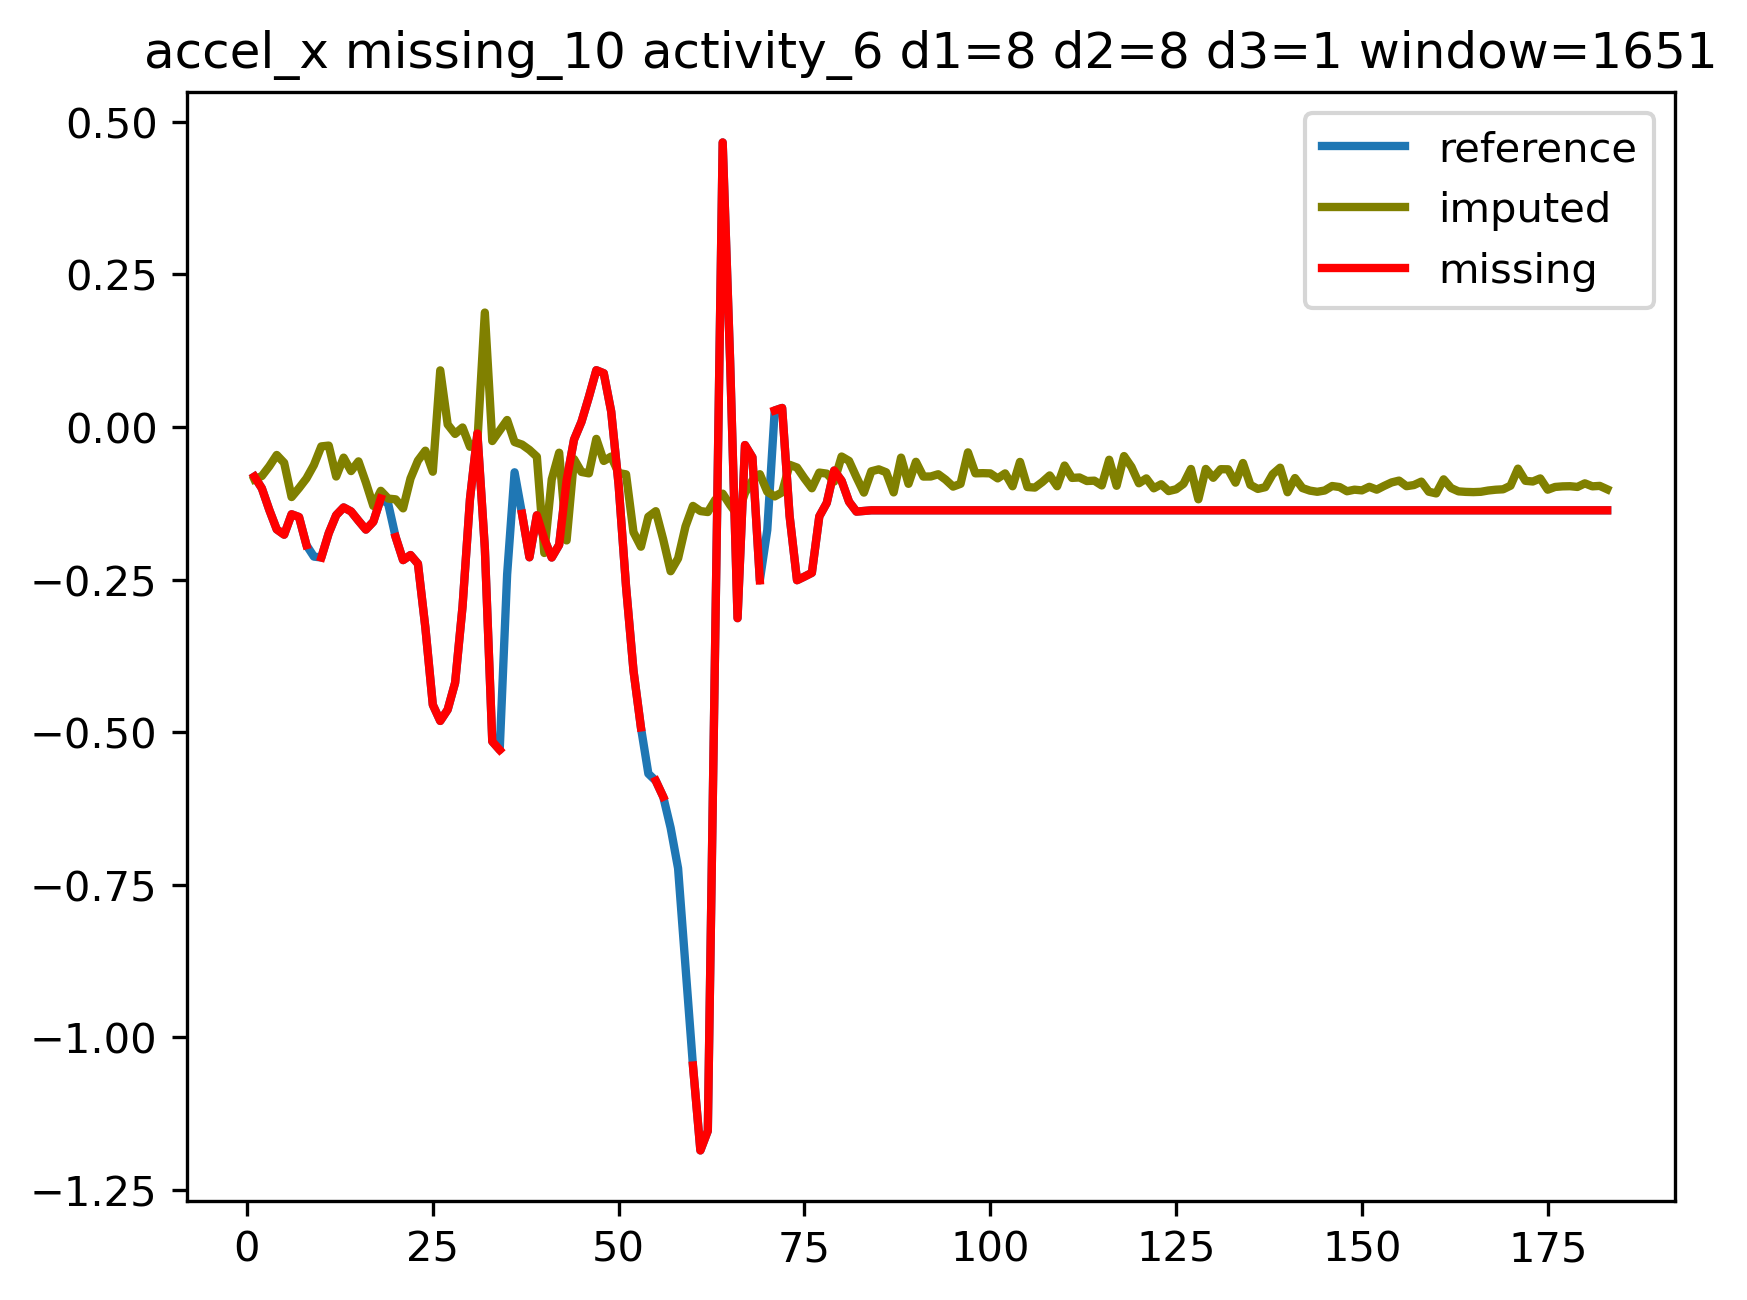 accel_x missing_10 activity_6 d1=8 d2=8 d3=1 window=1651
0.50
0.25
0.00
−0.25
−0.50
−0.75
−1.00
−1.25
reference
imputed
missing
0 25 50 75 100 125 150 175